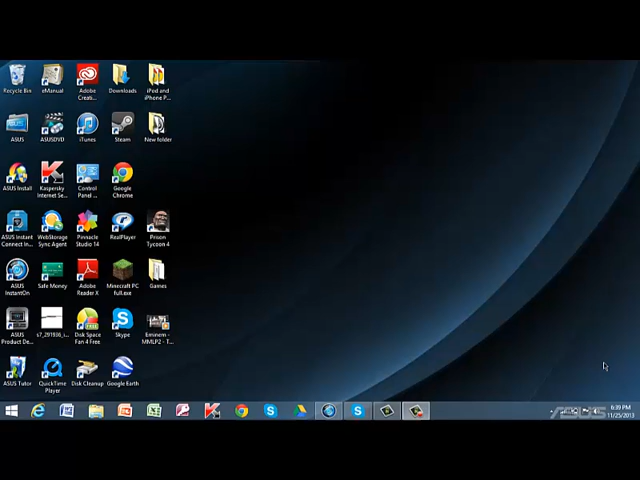 Recycle Bin
eManual
Adobe
Creati...
Downloads
iPod and
iPhone P...
ASUS
ASUSDVD
iTunes
Steam
New folder
ASUS Install
Kaspersky
Internet Se...
Control
Panel ...
Google
Chrome
ASUS Instant
Connect In...
WebStorage
Sync Agent
Pinnacle
Studio 14
RealPlayer
Prison
Tycoon 4
ASUS
InstantOn
Safe Money
Adobe
Reader X
Minecraft PC
full.exe
Games
ASUS
Product De...
Disk Space
Fan 4 Free
Skype
Eminem -
MMLP2 - T...
ASUS Tutor
QuickTime
Player
Disk Cleanup
Google Earth
ASUS
6:39 PM
11/25/2013